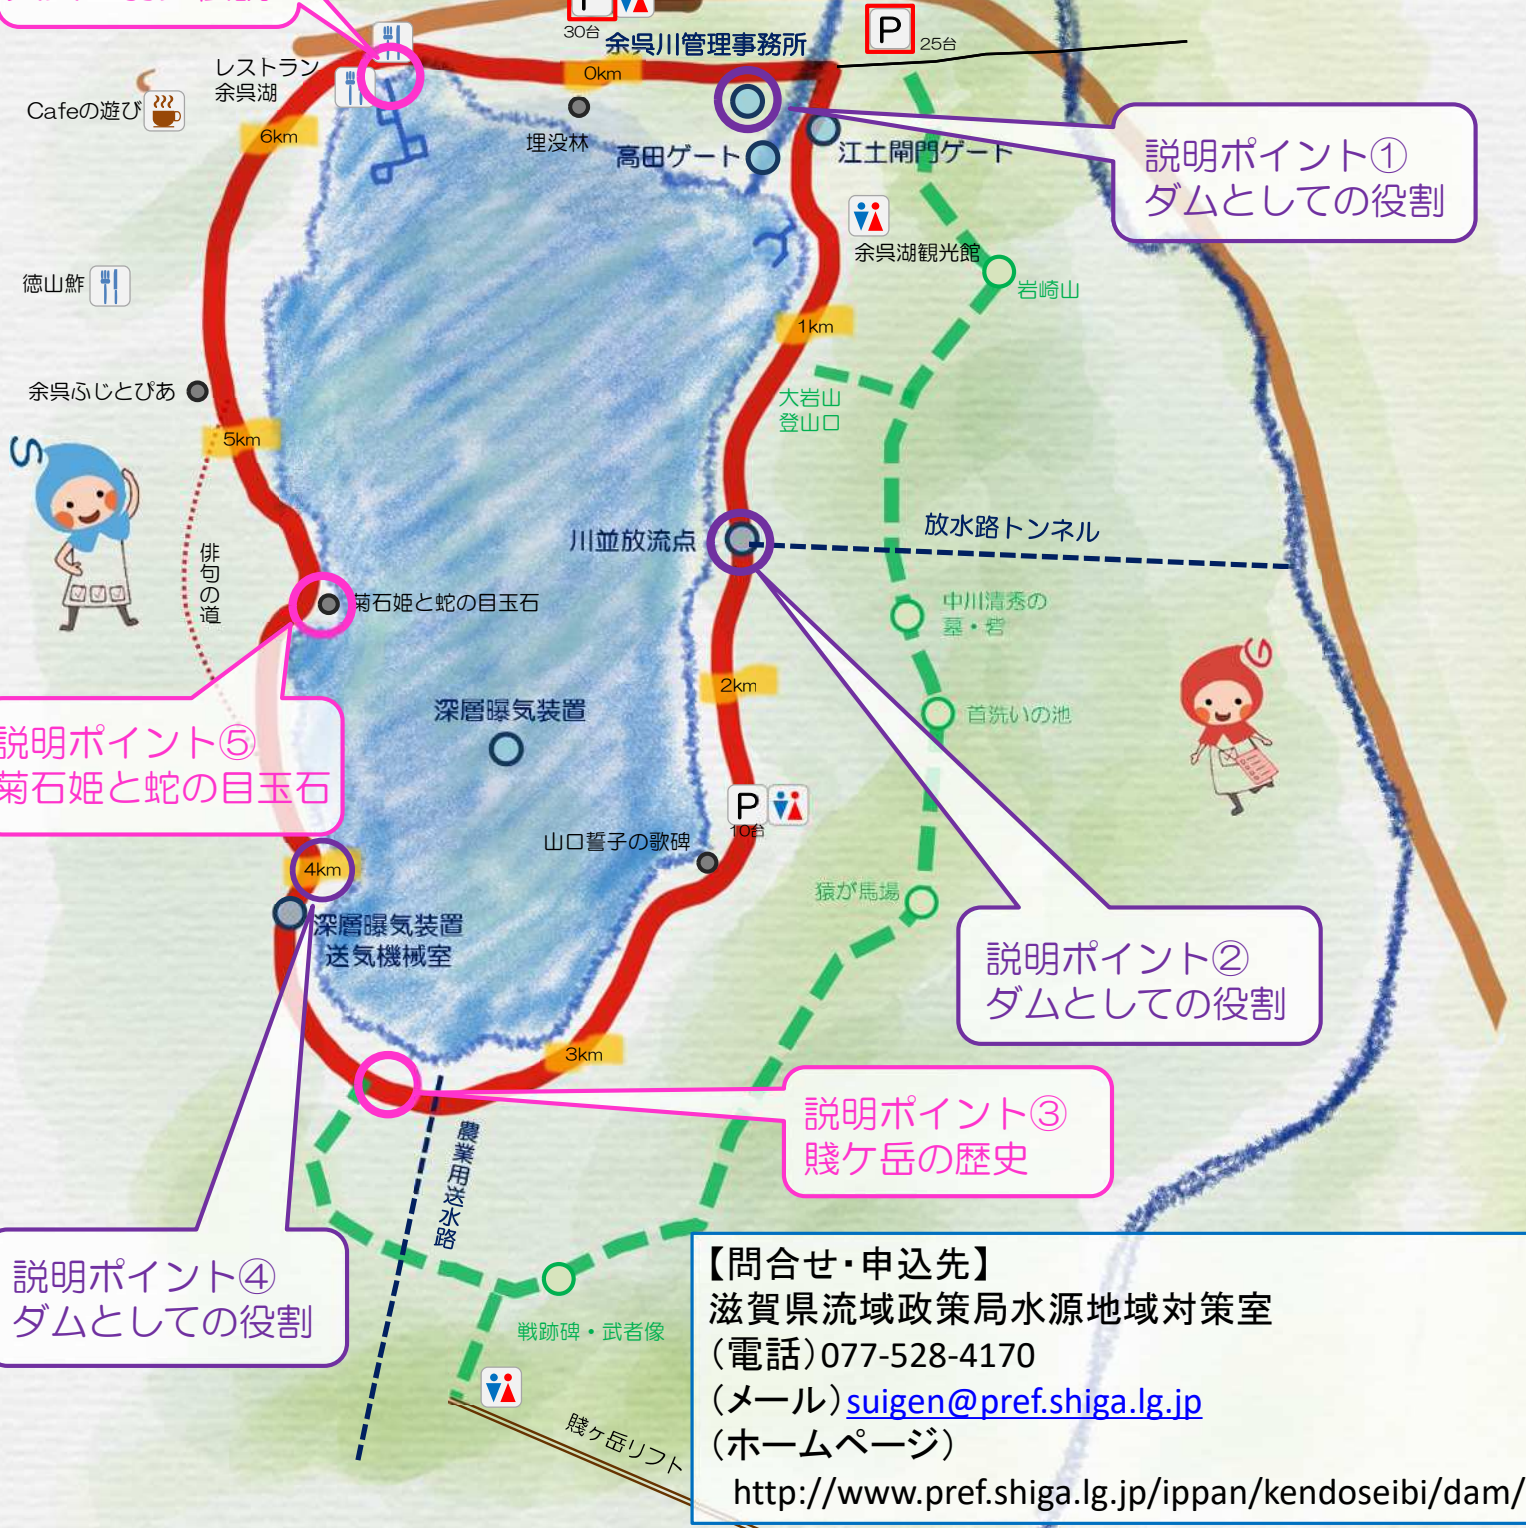 P
30台
余呉川管理事務所
P
25台
レストラン
余呉湖
0km
Cafeの遊び
6km
埋没林
高田ゲート
江土閘門ゲート
説明ポイント①
ダムとしての役割
余呉湖観光館
徳山鮓
岩崎山
1km
余呉ふじとぴあ
大岩山
登山口
5km
S
川並放流点
放水路トンネル
俳句の道
菊石姫と蛇の目玉石
中川清秀の
墓・砦
G
2km
深層曝気装置
首洗いの池
説明ポイント⑤
菊石姫と蛇の目玉石
P
10台
山口誓子の歌碑
4km
猿が馬場
深層曝気装置
送気機械室
説明ポイント②
ダムとしての役割
3km
説明ポイント③
賤ケ岳の歴史
農業用送水路
説明ポイント④
ダムとしての役割
戦跡碑・武者像
賤ヶ岳リフト
【問合せ・申込先】
滋賀県流域政策局水源地域対策室
（電話）077-528-4170
（メール）suigen@pref.shiga.lg.jp
（ホームページ）
http://www.pref.shiga.lg.jp/ippan/kendoseibi/dam/